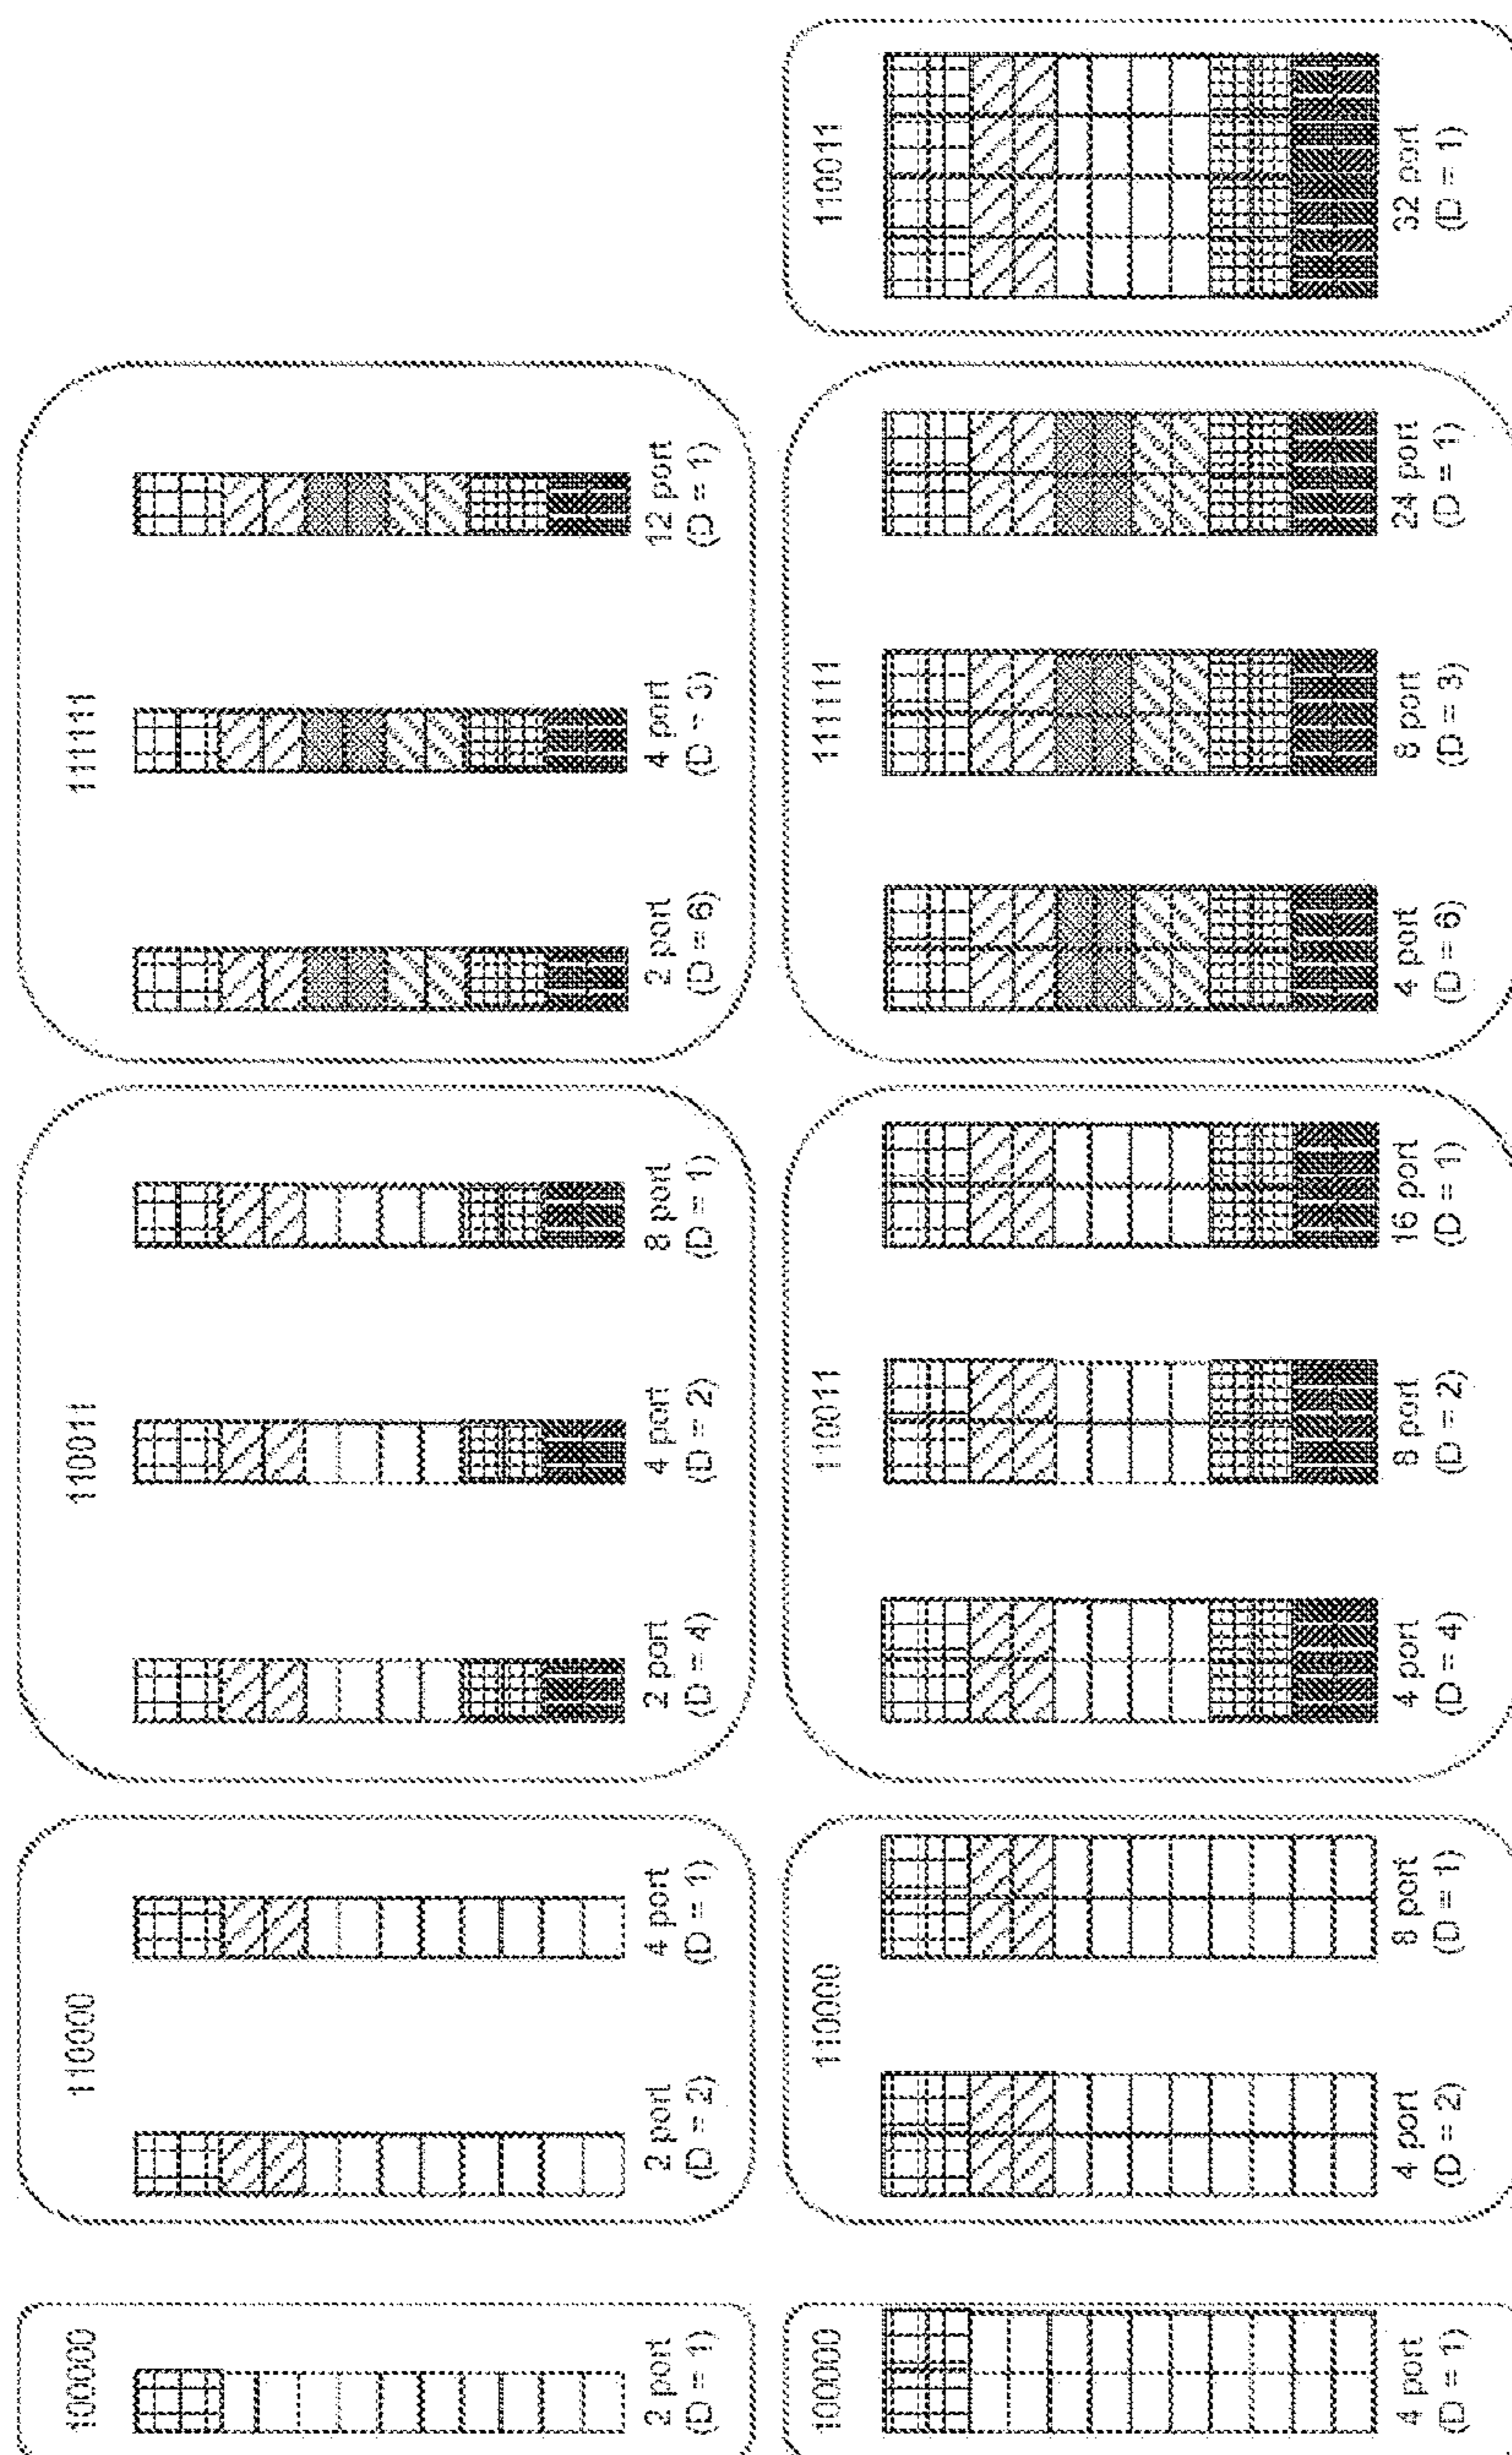 100000
2 port
(D = 1)
110000
2 port
(D = 2)
4 port
(D = 1)
110011
2 port
(D = 4)
4 port
(D = 2)
8 port
(D = 1)
111111
2 port
(D = 6)
4 port
(D = 3)
12 port
(D = 1)
100000
4 port
(D = 1)
110000
4 port
(D = 2)
8 port
(D = 1)
110011
4 port
(D = 4)
8 port
(D = 2)
16 port
(D = 1)
111111
4 port
(D = 6)
8 port
(D = 3)
24 port
(D = 1)
110011
32 port
(D = 1)